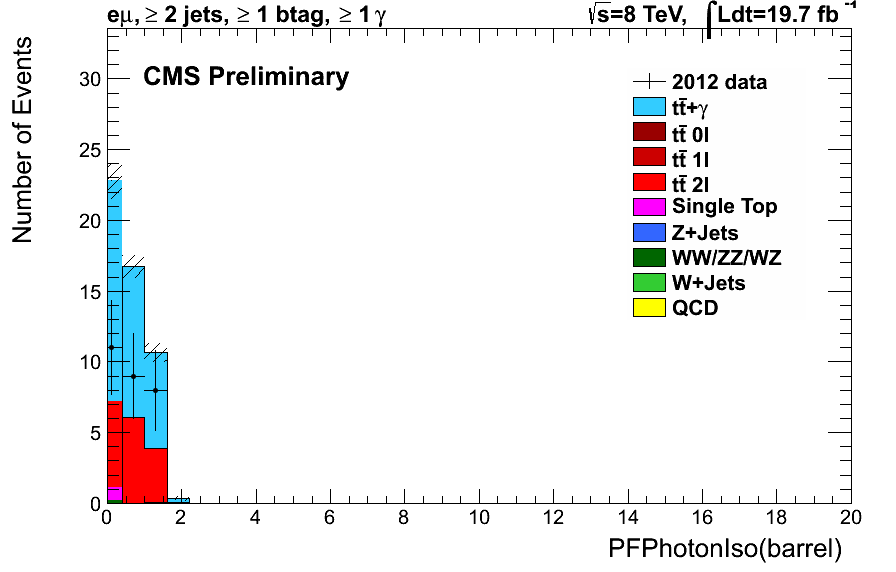 eμ, ≥ 2 jets, ≥ 1 btag, ≥ 1 γ
√s=8 TeV, ∫Ldt=19.7 fb⁻¹
CMS Preliminary
Number of Events
30
25
20
15
10
5
0
2012 data
tt̄+γ
tt̄ 0l
tt̄ 1l
tt̄ 2l
Single Top
Z+Jets
WW/ZZ/WZ
W+Jets
QCD
0 2 4 6 8 10 12 14 16 18 20
PFPhotonIso(barrel)